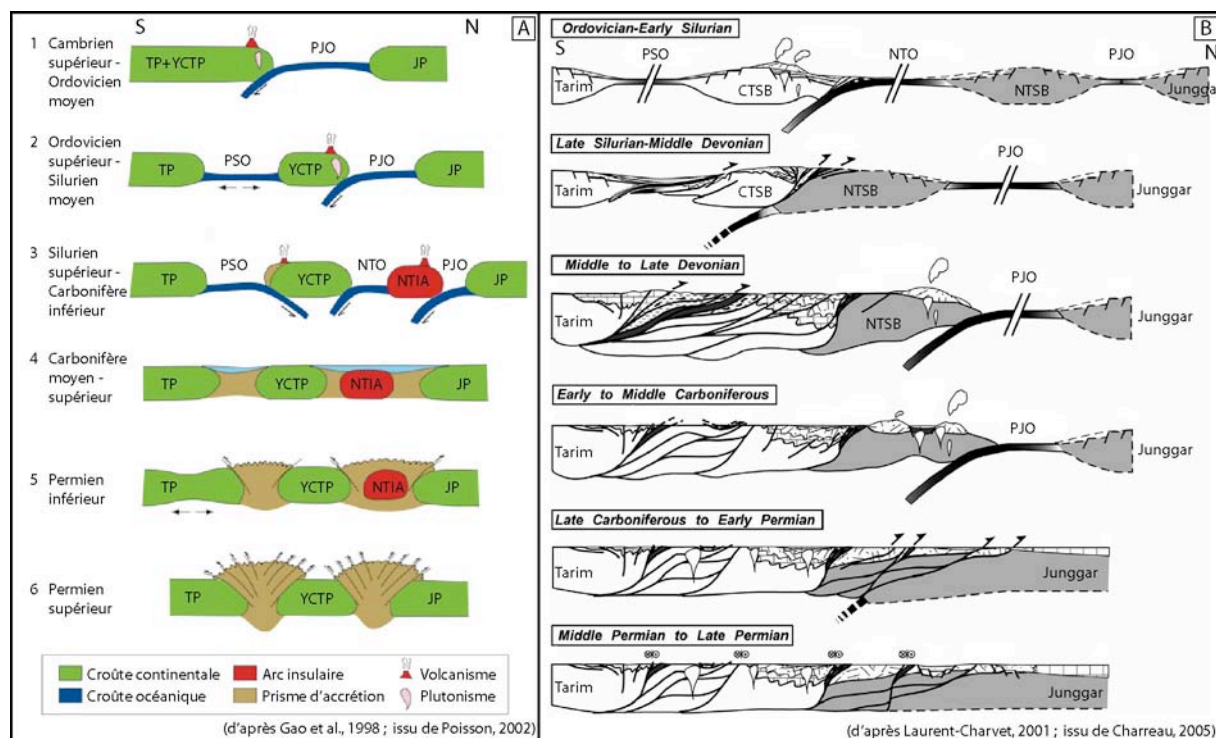 S
N
A
1 Cambrien
supérieur -
Ordovicien
moyen
TP+YCTP
PJO
JP
2 Ordovicien
supérieur -
Silurien
moyen
TP
PSO
YCTP
PJO
JP
3 Silurien
supérieur -
Carbonifère
inférieur
TP
PSO
YCTP
NTO
NTIA
PJO
JP
4 Carbonifère
moyen -
supérieur
TP
YCTP
NTIA
JP
5 Permien
inférieur
TP
YCTP
NTIA
JP
6 Permien
supérieur
TP
YCTP
JP
Croûte continentale
Arc insulaire
Volcanisme
Croûte océanique
Prisme d'accrétion
Plutonisme
(d'après Gao et al., 1998 ; issu de Poisson, 2002)
B
Ordovician-Early Silurian
S
N
PSO
NTO
PJO
Tarim
CTSB
NTSB
Jungga
Late Silurian-Middle Devonian
PJO
Tarim
CTSB
NTSB
Junggar
Middle to Late Devonian
PJO
Tarim
NTSB
Junggar
Early to Middle Carboniferous
PJO
Tarim
Junggar
Late Carboniferous to Early Permian
Tarim
Junggar
Middle Permian to Late Permian
Tarim
Junggar
(d'après Laurent-Charvet, 2001 ; issu de Charreau, 2005)